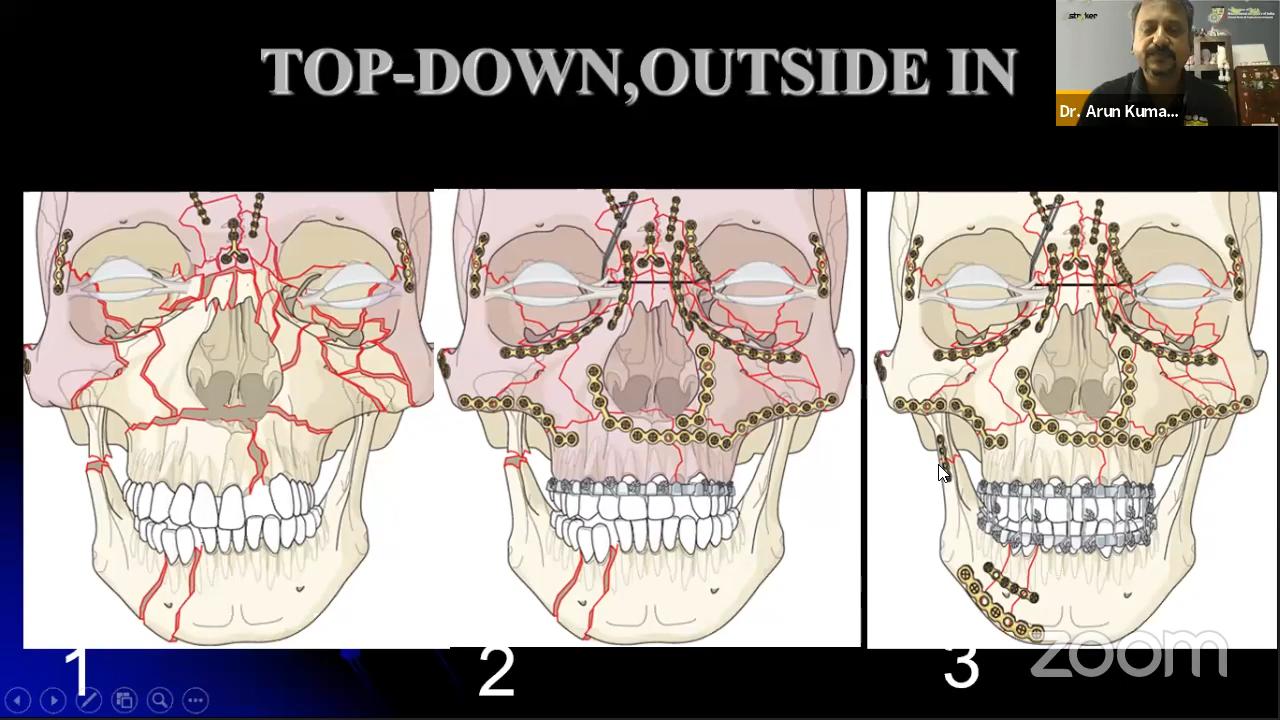 TOP-DOWN,OUTSIDE IN
stryker
Dr. Arun Kuma...
1
2
3
zoom